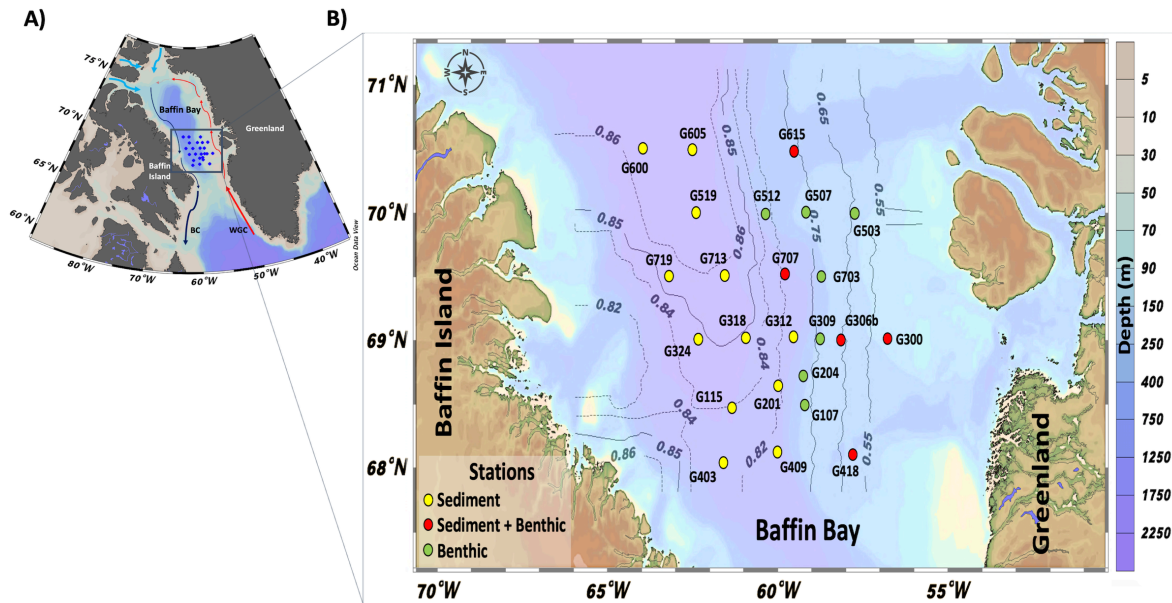 A)
B)
75°N
70°N
65°N
60°N
80°W
70°W
60°W
50°W
40°W
Baffin Bay
Greenland
Baffin
Island
BC
WGC
Ocean Data View
N
W
E
S
71°N
70°N
69°N
68°N
70°W
65°W
60°W
55°W
0.86
0.85
0.65
G605
G615
G600
G519
G512
G507
G503
0.55
0.85
0.86
0.75
G719
G713
G707
G703
0.82
0.84
G318
G312
G309
G306b
G300
G324
0.84
G204
G115
G201
G107
0.84
0.86
0.85
0.82
0.55
G403
G409
G418
Baffin Island
Baffin Bay
Greenland
Stations
Sediment
Sediment + Benthic
Benthic
5
10
30
50
70
90
150
250
400
750
1250
1750
2250
Depth (m)